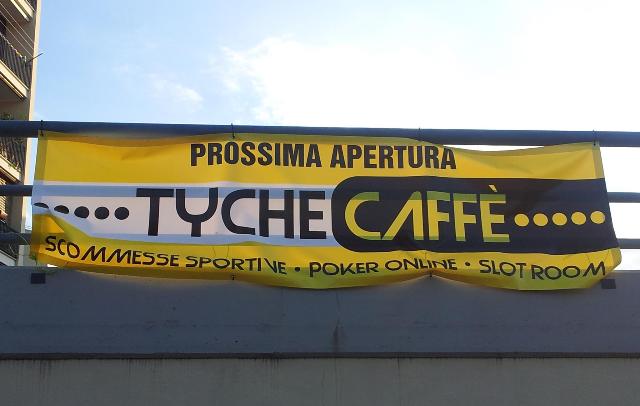 PROSSIMA APERTURA
TYCHE CAFFÈ
SCOMMESSE SPORTIVE • POKER ONLINE • SLOT ROOM